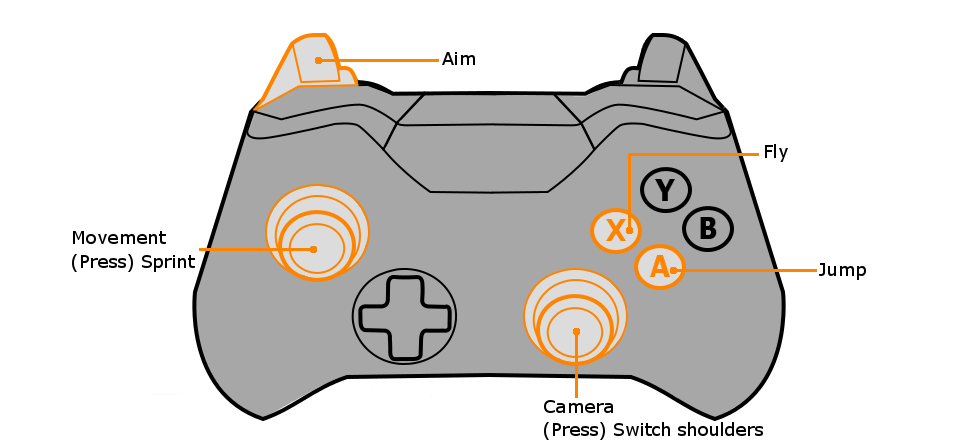 Aim
Fly
Y
X
B
Movement
(Press) Sprint
A
Jump
Camera
(Press) Switch shoulders